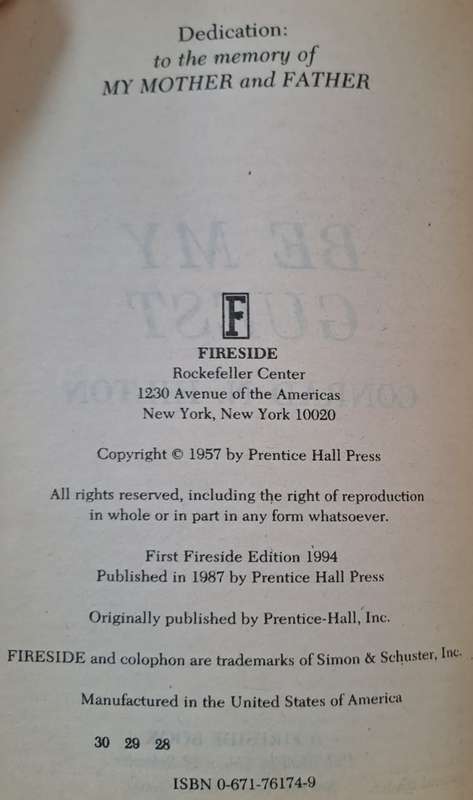 Dedication:
to the memory of
MY MOTHER and FATHER
BE MY
GUEST
F
FIRESIDE
Rockefeller Center
1230 Avenue of the Americas
New York, New York 10020
Copyright © 1957 by Prentice Hall Press
All rights reserved, including the right of reproduction
in whole or in part in any form whatsoever.
First Fireside Edition 1994
Published in 1987 by Prentice Hall Press
Originally published by Prentice-Hall, Inc.
FIRESIDE and colophon are trademarks of Simon & Schuster, Inc.
Manufactured in the United States of America
30 29 28
ISBN 0-671-76174-9